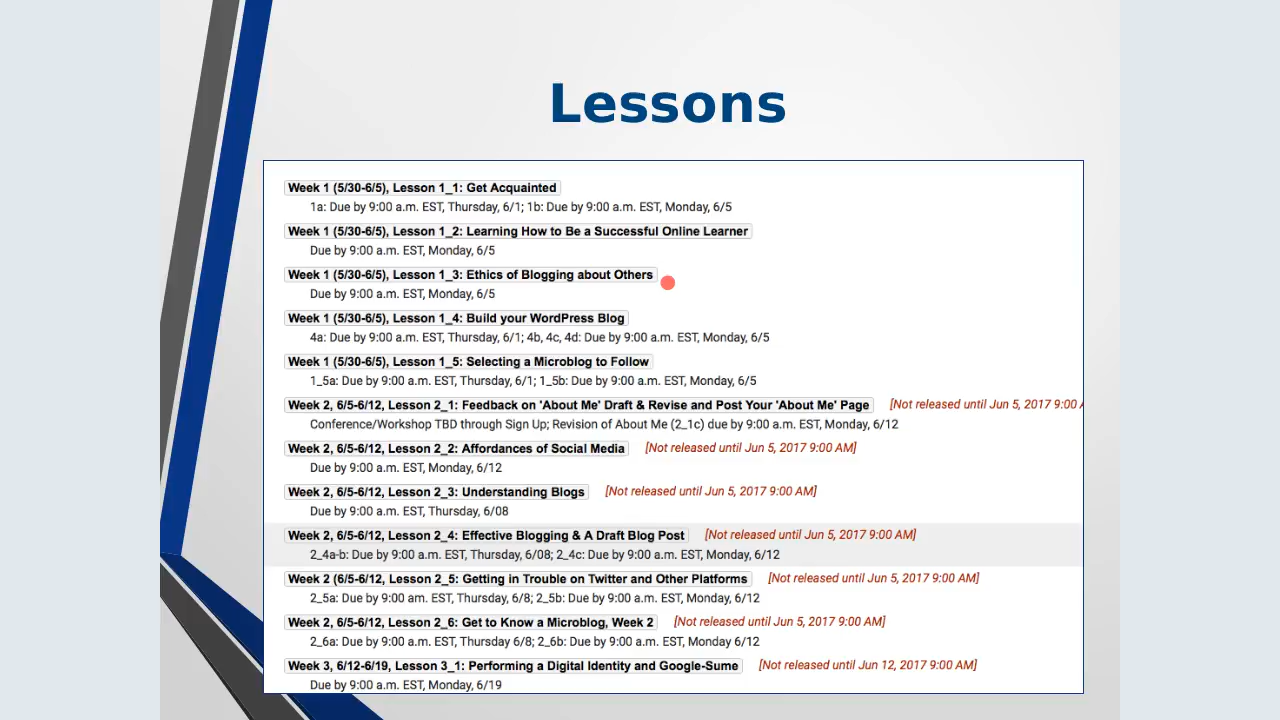 Lessons
Week 1 (5/30-6/5), Lesson 1_1: Get Acquainted
1a: Due by 9:00 a.m. EST, Thursday, 6/1; 1b: Due by 9:00 a.m. EST, Monday, 6/5
Week 1 (5/30-6/5), Lesson 1_2: Learning How to Be a Successful Online Learner
Due by 9:00 a.m. EST, Monday, 6/5
Week 1 (5/30-6/5), Lesson 1_3: Ethics of Blogging about Others
Due by 9:00 a.m. EST, Monday, 6/5
Week 1 (5/30-6/5), Lesson 1_4: Build your WordPress Blog
4a: Due by 9:00 a.m. EST, Thursday, 6/1; 4b, 4c, 4d: Due by 9:00 a.m. EST, Monday, 6/5
Week 1 (5/30-6/5), Lesson 1_5: Selecting a Microblog to Follow
1_5a: Due by 9:00 a.m. EST, Thursday, 6/1; 1_5b: Due by 9:00 a.m. EST, Monday, 6/5
Week 2, 6/5-6/12, Lesson 2_1: Feedback on 'About Me' Draft & Revise and Post Your 'About Me' Page [Not released until Jun 5, 2017 9:00
Conference/Workshop TBD through Sign Up; Revision of About Me (2_1c) due by 9:00 a.m. EST, Monday, 6/12
Week 2, 6/5-6/12, Lesson 2_2: Affordances of Social Media [Not released until Jun 5, 2017 9:00 AM]
Due by 9:00 a.m. EST, Monday, 6/12
Week 2, 6/5-6/12, Lesson 2_3: Understanding Blogs [Not released until Jun 5, 2017 9:00 AM]
Due by 9:00 a.m. EST, Thursday, 6/08
Week 2, 6/5-6/12, Lesson 2_4: Effective Blogging & A Draft Blog Post [Not released until Jun 5, 2017 9:00 AM]
2_4a-b: Due by 9:00 a.m. EST, Thursday, 6/08; 2_4c: Due by 9:00 a.m. EST, Monday, 6/12
Week 2 (6/5-6/12, Lesson 2_5: Getting in Trouble on Twitter and Other Platforms [Not released until Jun 5, 2017 9:00 AM]
2_5a: Due by 9:00 am. EST, Thursday, 6/8; 2_5b: Due by 9:00 a.m. EST, Monday, 6/12
Week 2, 6/5-6/12, Lesson 2_6: Get to Know a Microblog, Week 2 [Not released until Jun 5, 2017 9:00 AM]
2_6a: Due by 9:00 a.m. EST, Thursday 6/8; 2_6b: Due by 9:00 a.m. EST, Monday 6/12
Week 3, 6/12-6/19, Lesson 3_1: Performing a Digital Identity and Google-Sume [Not released until Jun 12, 2017 9:00 AM]
Due by 9:00 a.m. EST, Monday, 6/19